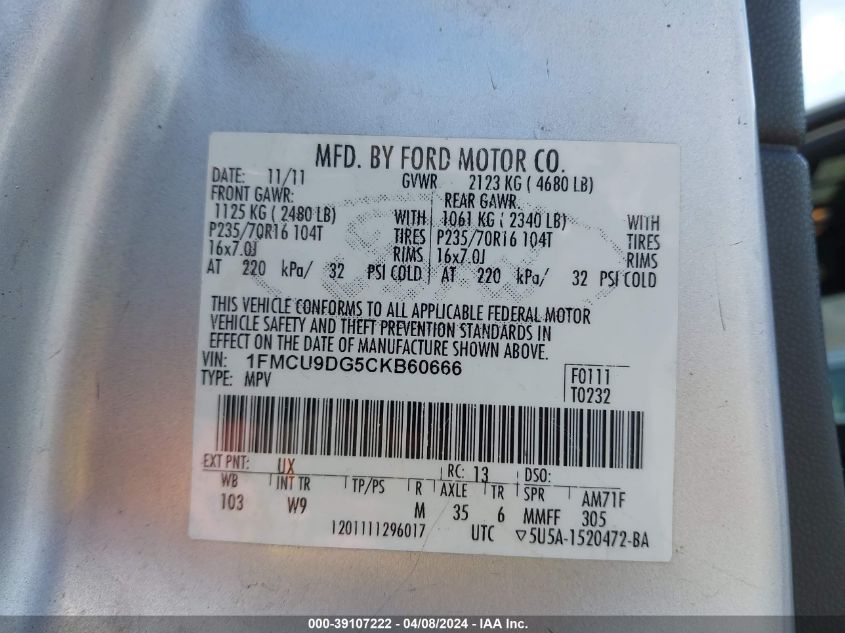 MFD. BY FORD MOTOR CO.
DATE: 11/11 GVWR 2123 KG ( 4680 LB)
FRONT GAWR: REAR GAWR:
1125 KG ( 2480 LB) WITH 1061 KG ( 2340 LB) WITH
P235/70R16 104T TIRES P235/70R16 104T TIRES
16x7.0J RIMS 16x7.0J RIMS
AT 220 kPa/ 32 PSI COLD AT 220 kPa/ 32 PSI COLD
THIS VEHICLE CONFORMS TO ALL APPLICABLE FEDERAL MOTOR
VEHICLE SAFETY AND THEFT PREVENTION STANDARDS IN
EFFECT ON THE DATE OF MANUFACTURE SHOWN ABOVE.
VIN: 1FMCU9DG5CKB60666 F0111
TYPE: MPV T0232
EXT PNT: UX RC: 13 DSO:
WB INT TR TP/PS R AXLE TR SPR AM71F
103 W9 M 35 6 MMFF 305
1201111296017 UTC ▽5U5A-1520472-BA
000-39107222 - 04/08/2024 - IAA Inc.